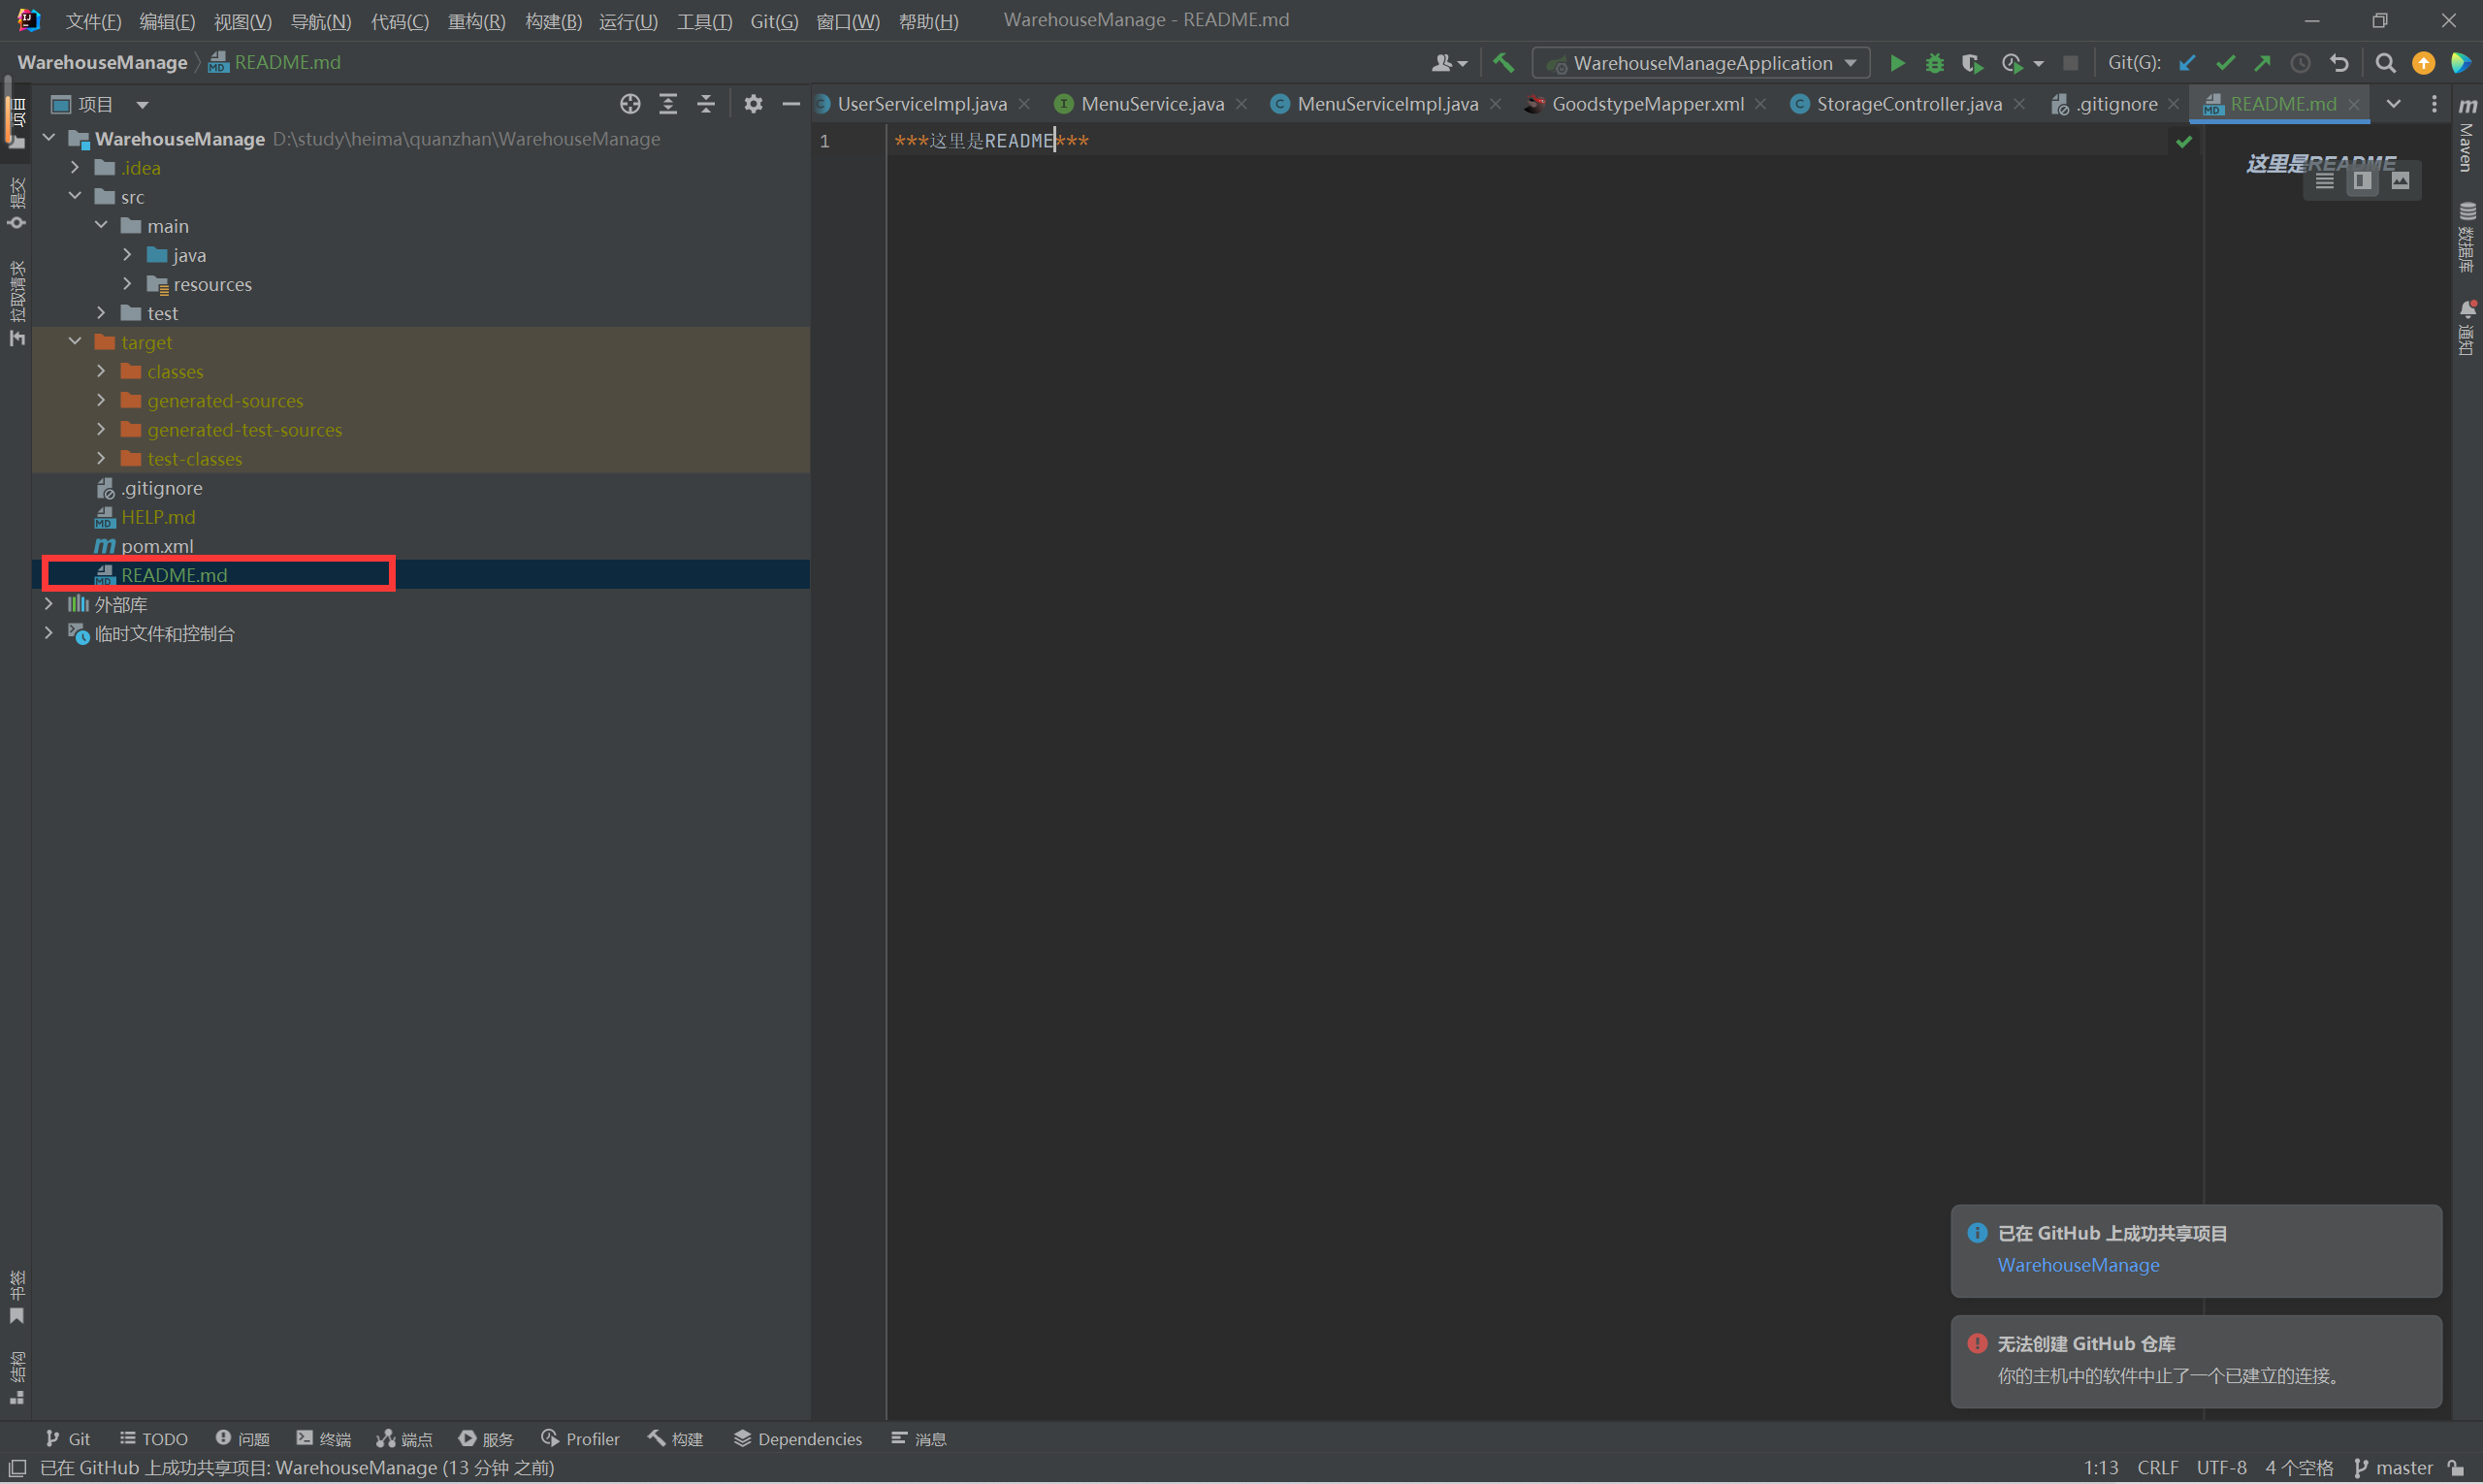 文件(F) 编辑(E) 视图(V) 导航(N) 代码(C) 重构(R) 构建(B) 运行(U) 工具(T) Git(G) 窗口(W) 帮助(H) WarehouseManage - README.md
WarehouseManage README.md WarehouseManageApplication Git(G):
项目 UserServiceImpl.java MenuService.java MenuServiceImpl.java GoodstypeMapper.xml StorageController.java .gitignore README.md
WarehouseManage D:\study\heima\quanzhan\WarehouseManage
1 ***这里是README***
这里是README
.idea
src
main
java
resources
test
target
classes
generated-sources
generated-test-sources
test-classes
.gitignore
HELP.md
pom.xml
README.md
外部库
临时文件和控制台
项目
提交
拉取请求
书签
结构
Maven
数据库
通知
已在 GitHub 上成功共享项目
WarehouseManage
无法创建 GitHub 仓库
你的主机中的软件中止了一个已建立的连接。
Git TODO 问题 终端 端点 服务 Profiler 构建 Dependencies 消息
已在 GitHub 上成功共享项目: WarehouseManage (13 分钟 之前) 1:13 CRLF UTF-8 4 个空格 master